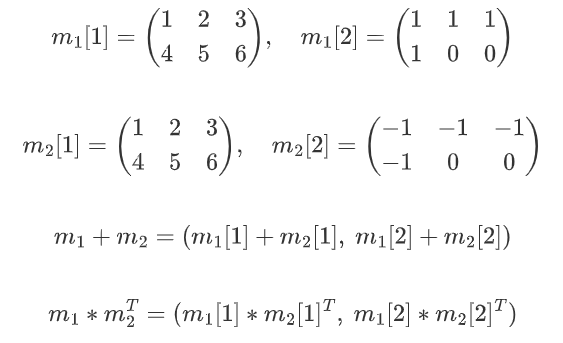 m₁[1] = (1 2 3
4 5 6), m₁[2] = (1 1 1
1 0 0)
m₂[1] = (1 2 3
4 5 6), m₂[2] = (−1 −1 −1
−1 0 0)
m₁ + m₂ = (m₁[1] + m₂[1], m₁[2] + m₂[2])
m₁ ∗ m₂ᵀ = (m₁[1] ∗ m₂[1]ᵀ, m₁[2] ∗ m₂[2]ᵀ)